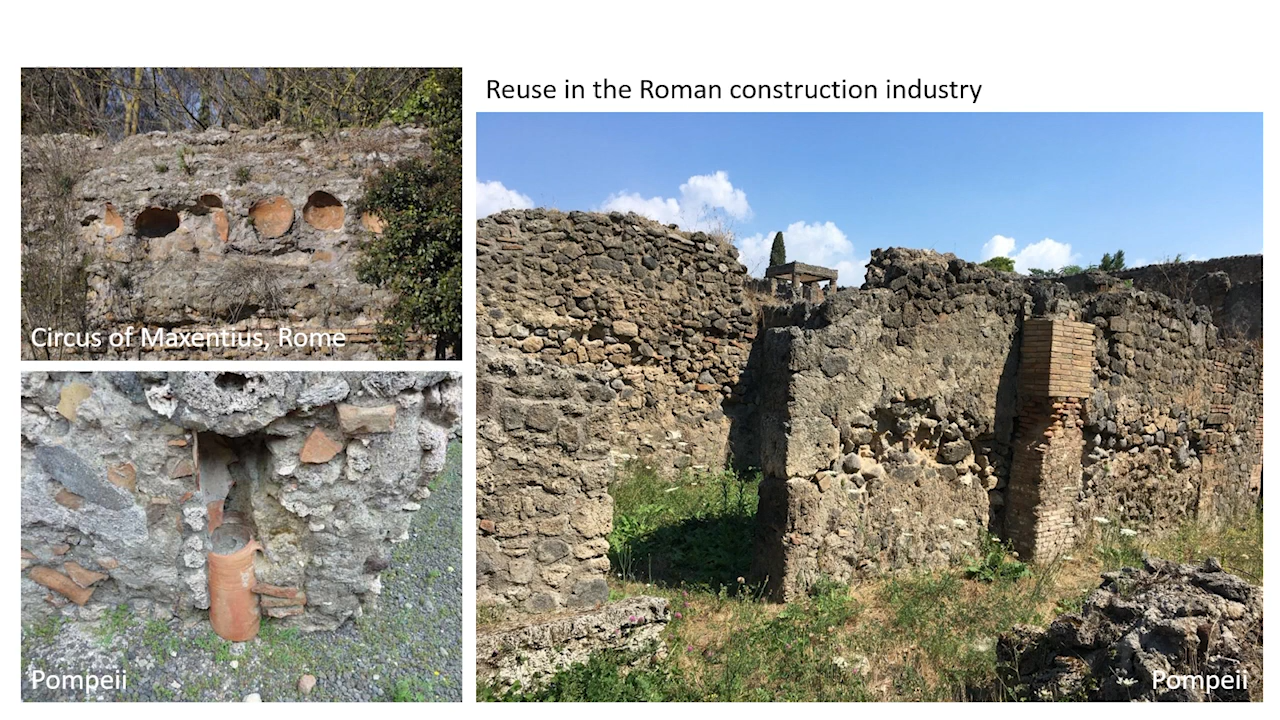 Reuse in the Roman construction industry
Circus of Maxentius, Rome
Pompeii
Pompeii